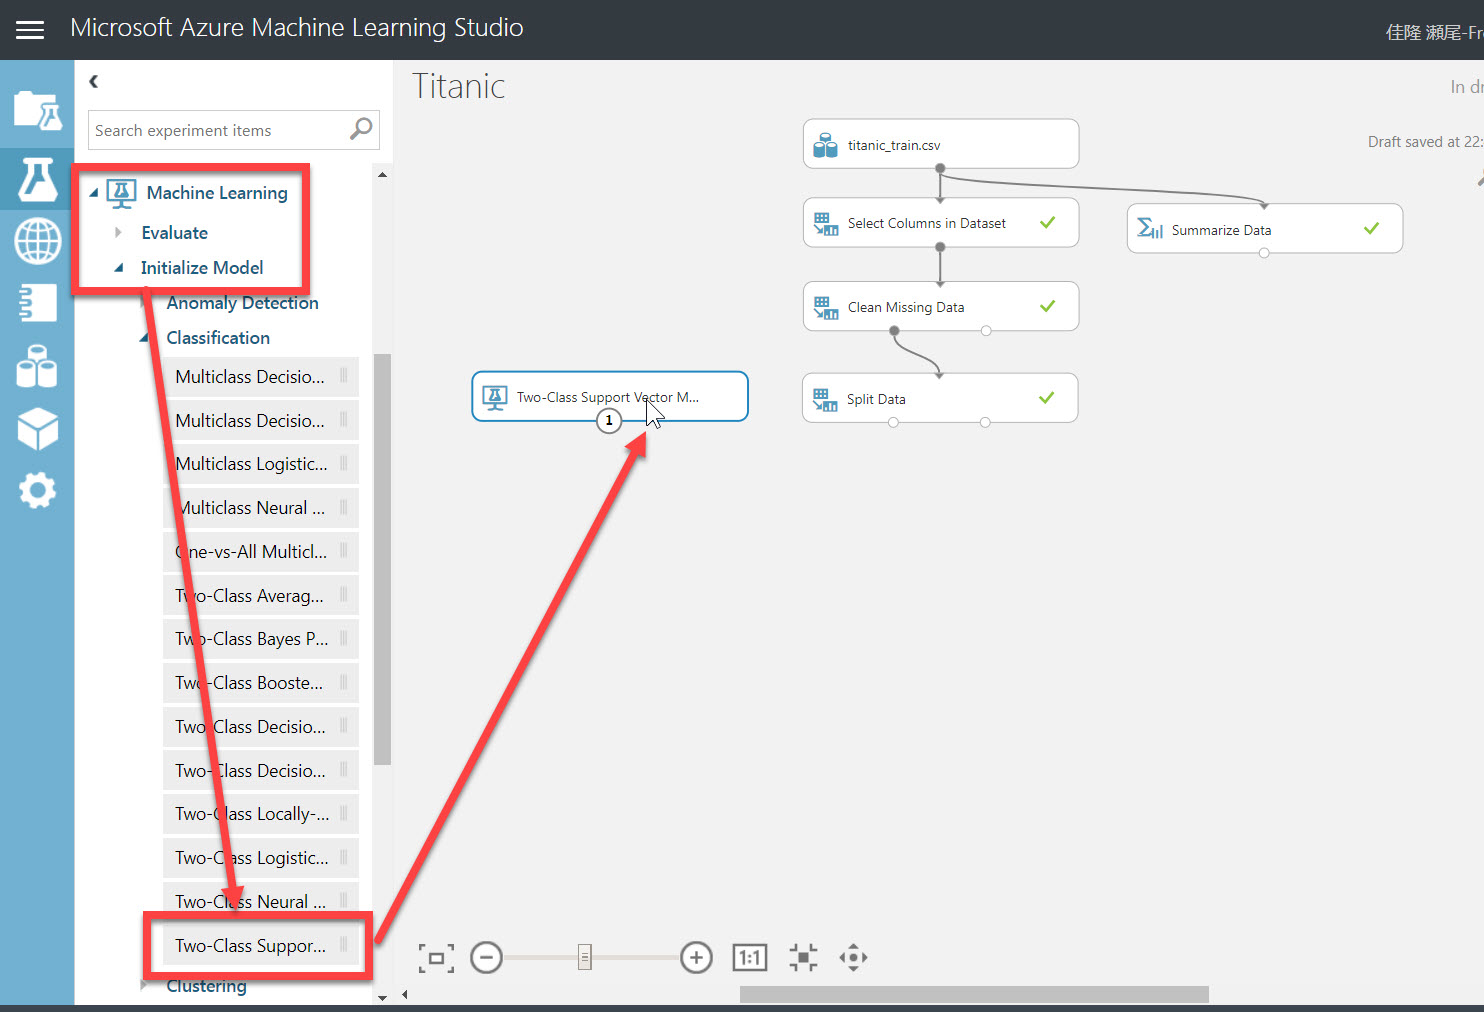 Microsoft Azure Machine Learning Studio
佳隆 瀬尾-Fr
Search experiment items
Machine Learning
Evaluate
Initialize Model
Anomaly Detection
Classification
Multiclass Decisio...
Multiclass Decisio...
Multiclass Logistic...
Multiclass Neural ...
One-vs-All Multicl...
Two-Class Averag...
Two-Class Bayes P...
Two-Class Booste...
Two-Class Decisio...
Two-Class Decisio...
Two-Class Locally-...
Two-Class Logistic...
Two-Class Neural ...
Two-Class Suppor...
Clustering
Titanic
In dr
Draft saved at 22:
titanic_train.csv
Select Columns in Dataset
Summarize Data
Clean Missing Data
Two-Class Support Vector M...
1
Split Data
1:1